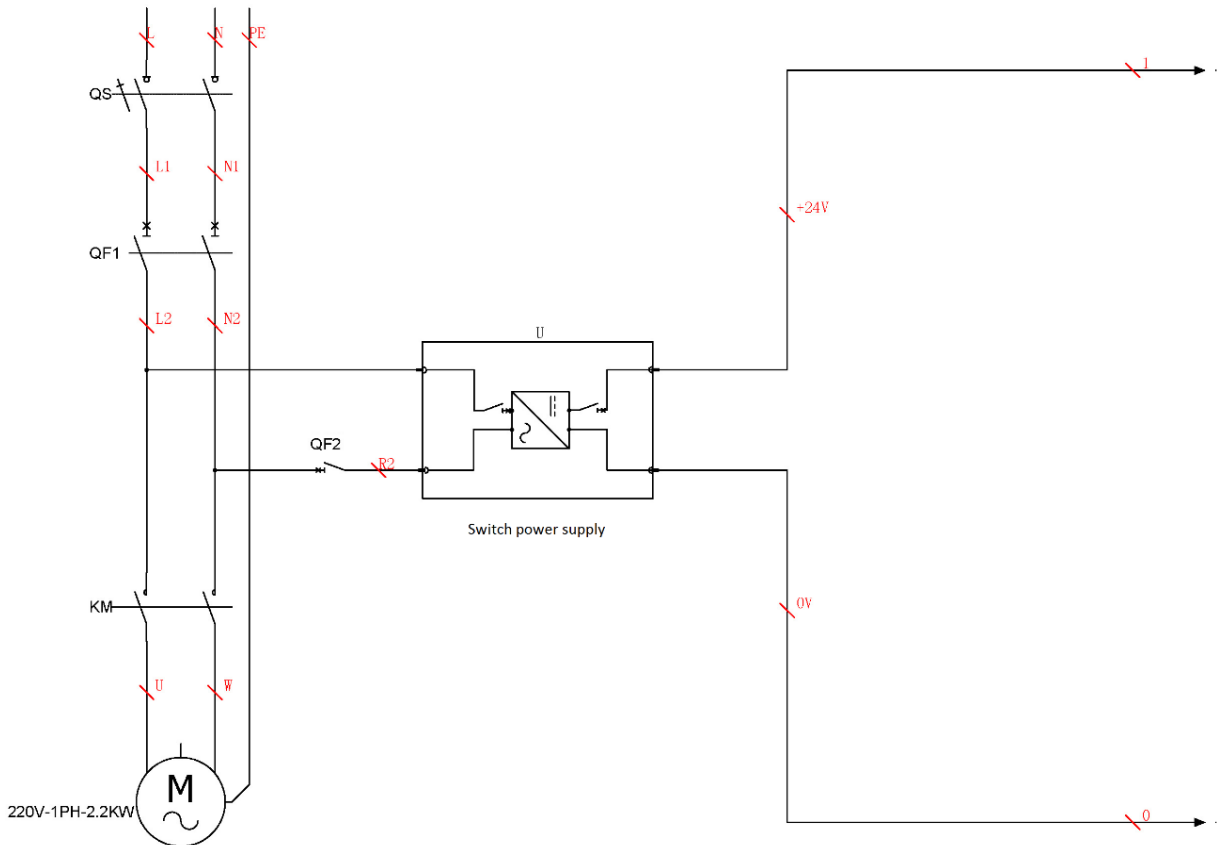 L N PE
1
QS
L1 N1
+24V
QF1
L2 N2
U
QF2
R2
Switch power supply
KM
0V
U W
M
220V-1PH-2.2KW
0